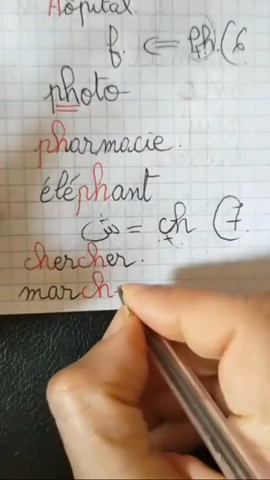 Hôpital
f. ⇐ Ph. (6
photo
pharmacie.
éléphant
ش = ch (7
chercher.
march